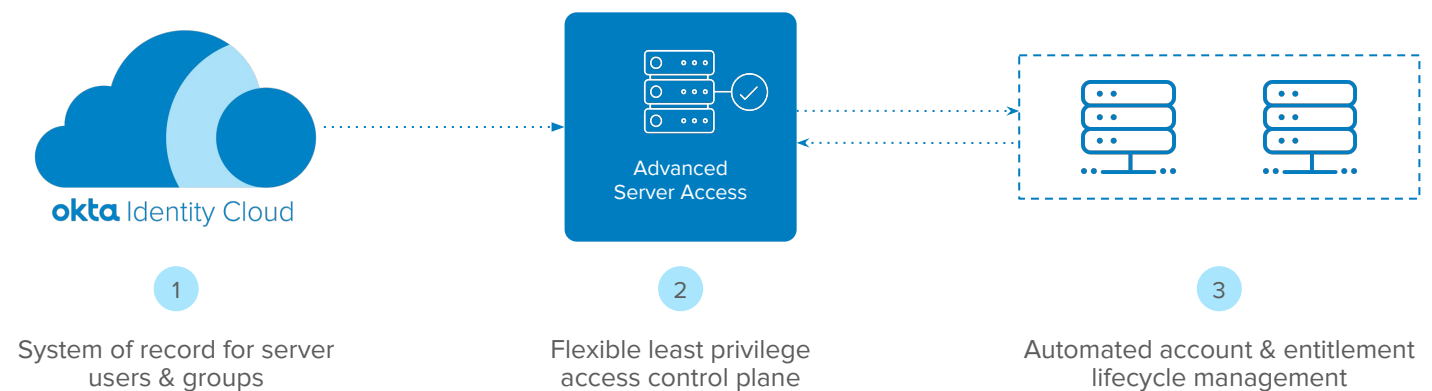 okta Identity Cloud
Advanced
Server Access
1
System of record for server
users & groups
2
Flexible least privilege
access control plane
3
Automated account & entitlement
lifecycle management